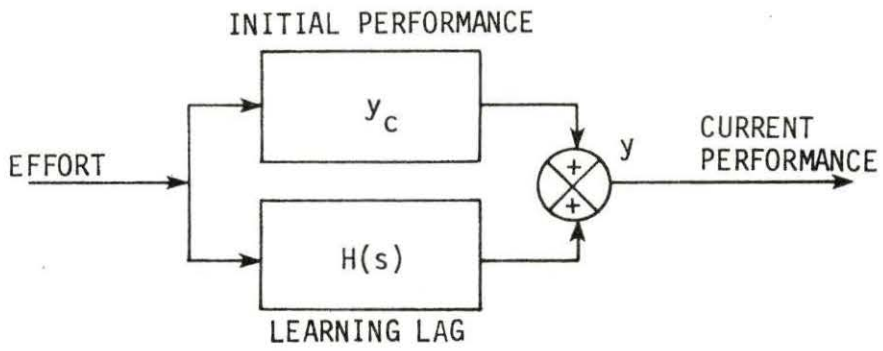 INITIAL PERFORMANCE
y_c
EFFORT
+
+
y
CURRENT
PERFORMANCE
H(s)
LEARNING LAG